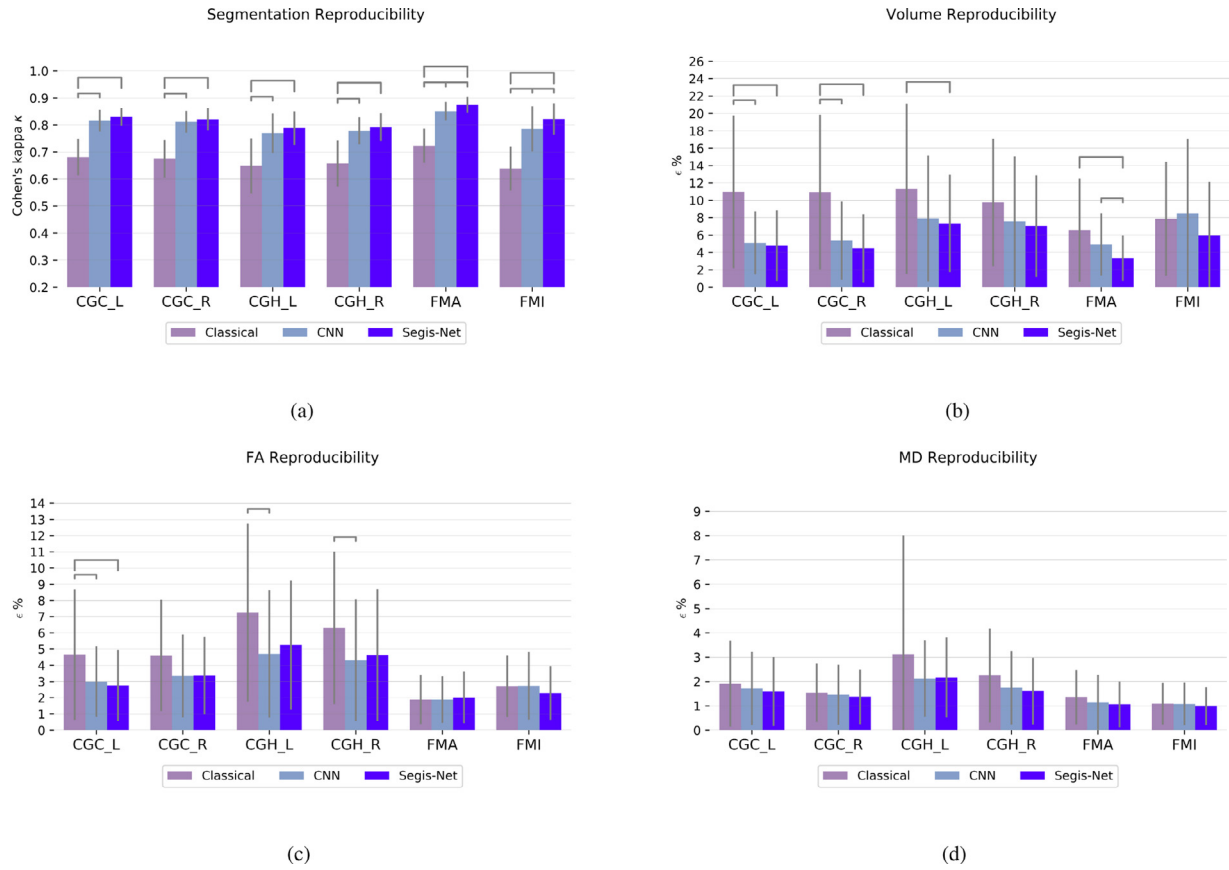 Segmentation Reproducibility
Cohen's kappa κ
1.0
0.9
0.8
0.7
0.6
0.5
0.4
0.3
0.2
CGC_L CGC_R CGH_L CGH_R FMA FMI
Classical CNN Segis-Net
(a)
Volume Reproducibility
ϵ %
26
24
22
20
18
16
14
12
10
8
6
4
2
0
CGC_L CGC_R CGH_L CGH_R FMA FMI
Classical CNN Segis-Net
(b)
FA Reproducibility
ϵ %
14
13
12
11
10
9
8
7
6
5
4
3
2
1
0
CGC_L CGC_R CGH_L CGH_R FMA FMI
Classical CNN Segis-Net
(c)
MD Reproducibility
ϵ %
9
8
7
6
5
4
3
2
1
0
CGC_L CGC_R CGH_L CGH_R FMA FMI
Classical CNN Segis-Net
(d)